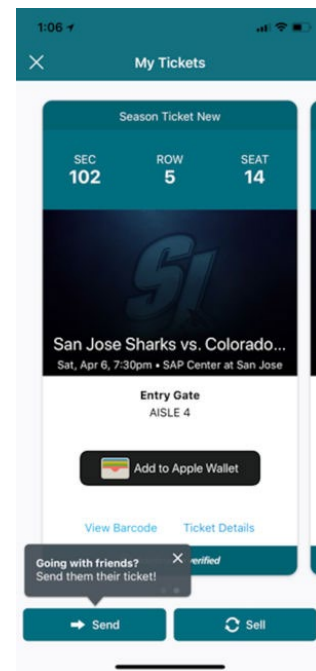 1:06
My Tickets
Season Ticket New
SEC ROW SEAT
102 5 14
SJ
San Jose Sharks vs. Colorado...
Sat, Apr 6, 7:30pm • SAP Center at San Jose
Entry Gate
AISLE 4
Add to Apple Wallet
View Barcode Ticket Details
Going with friends?
Send them their ticket!
Send Sell